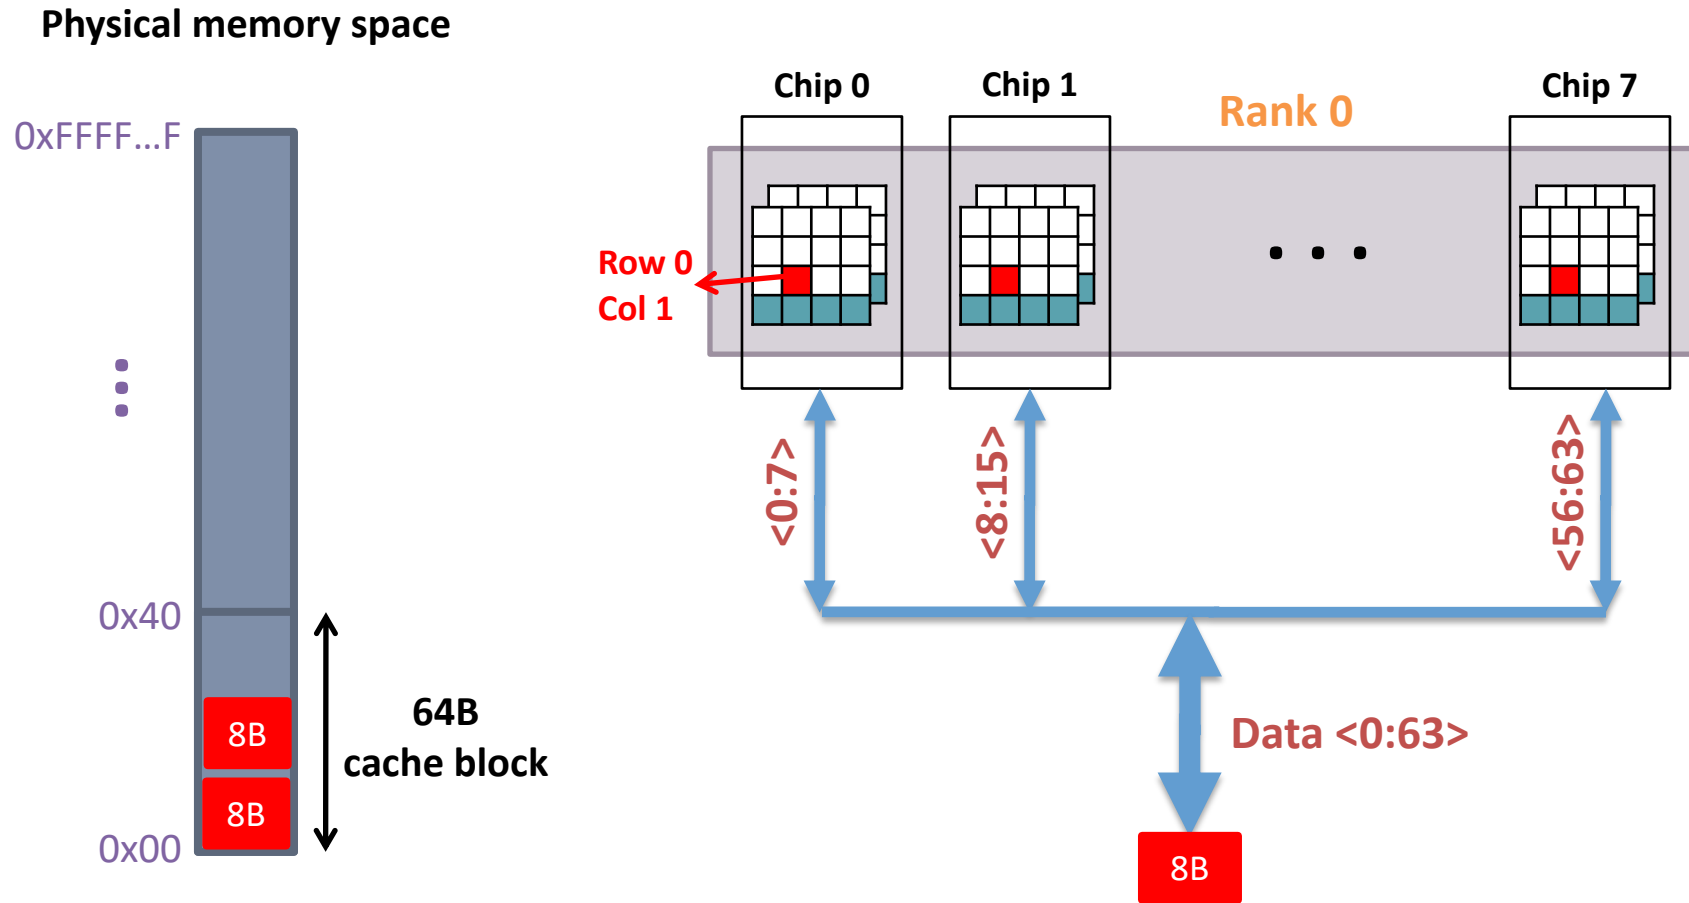 Physical memory space
0xFFFF...F
0x40
0x00
8B
8B
64B
cache block
Chip 0
Chip 1
Rank 0
Chip 7
Row 0
Col 1
. . .
<0:7>
<8:15>
<56:63>
Data <0:63>
8B